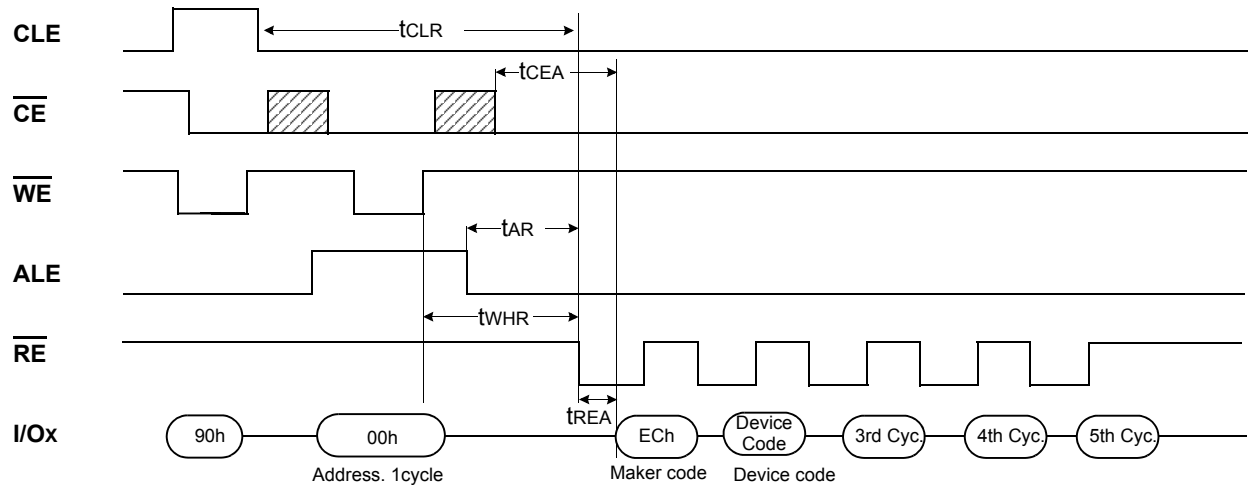 CLE
tCLR
tCEA
CE
WE
tAR
ALE
tWHR
RE
tREA
I/Ox
90h
00h
ECh
Device
Code
3rd Cyc.
4th Cyc.
5th Cyc.
Address. 1cycle
Maker code
Device code